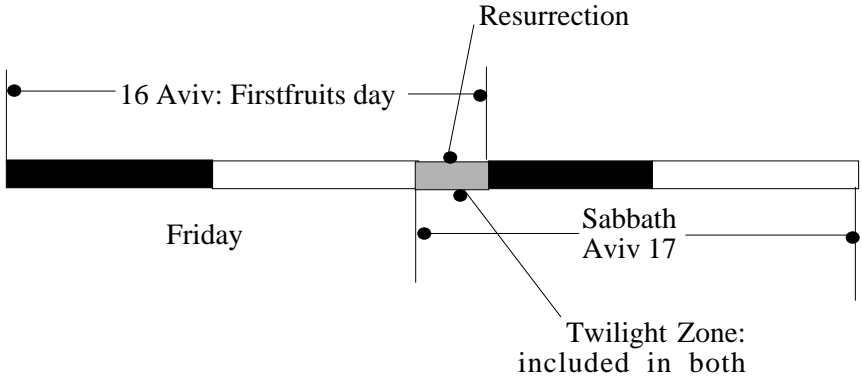 Resurrection
16 Aviv: Firstfruits day
Friday
Sabbath
Aviv 17
Twilight Zone:
included in both